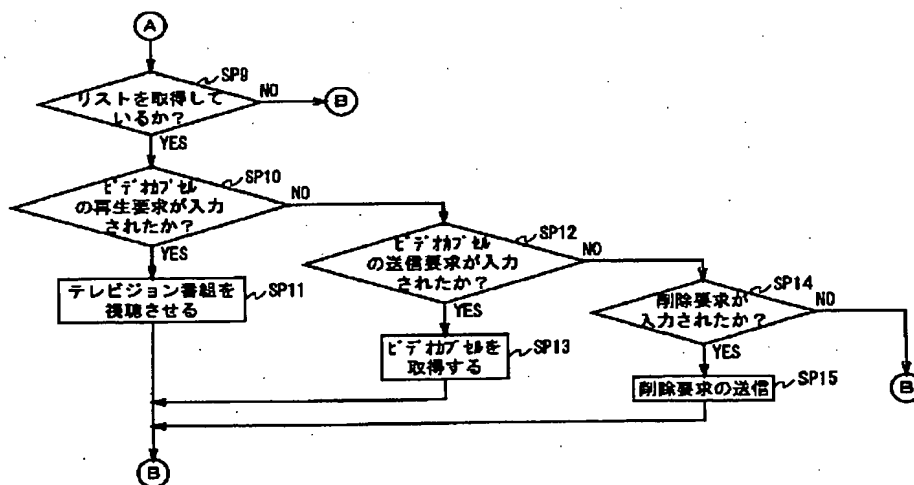 A
SP9
リストを取得して
いるか?
NO
B
YES
SP10
ビデオカプセル
の再生要求が入力
されたか?
NO
YES
SP11
テレビジョン番組を
視聴させる
SP12
ビデオカプセル
の送信要求が入力
されたか?
NO
YES
SP13
ビデオカプセルを
取得する
SP14
削除要求が
入力されたか?
NO
YES
SP15
削除要求の送信
B
B